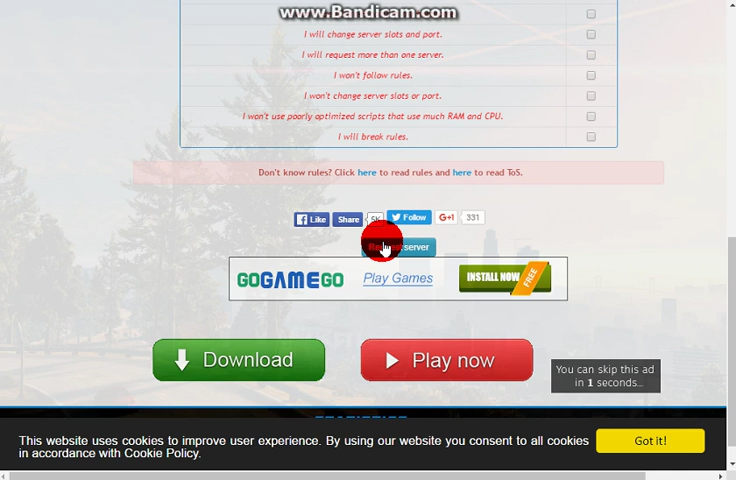 www.Bandicam.com
I will change server slots and port.
I will request more than one server.
I won't follow rules.
I won't change server slots or port.
I won't use poorly optimized scripts that use much RAM and CPU.
I will break rules.
Don't know rules? Click here to read rules and here to read ToS.
Like Share 5K Follow G+1 331
Request server
GOGAMEGO Play Games INSTALL NOW FREE
Download Play now
You can skip this ad
in 1 seconds...
This website uses cookies to improve user experience. By using our website you consent to all cookies
in accordance with Cookie Policy.
Got it!